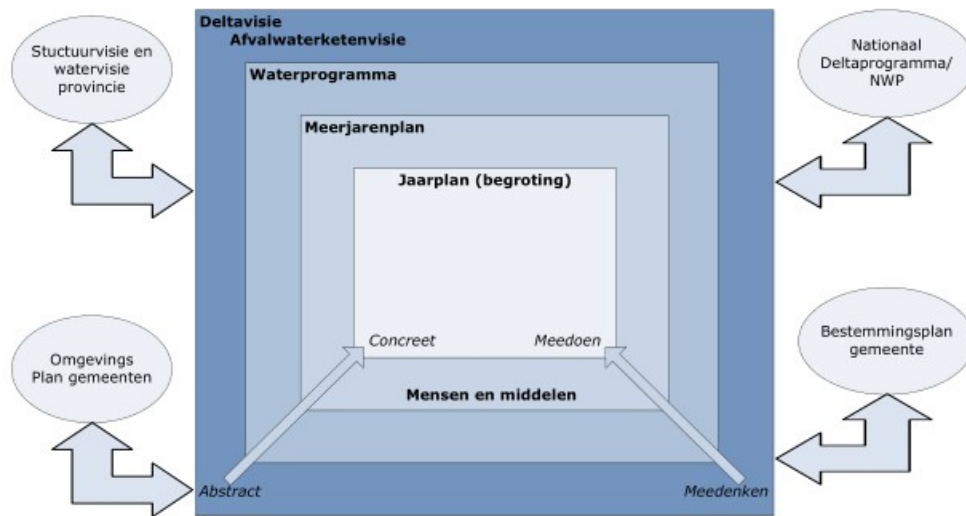 Deltavisie
Afvalwaterketenvisie
Stuctuurvisie en
watervisie
provincie
Nationaal
Deltaprogramma/
NWP
Waterprogramma
Meerjarenplan
Jaarplan (begroting)
Concreet
Meedoen
Omgevings
Plan gemeenten
Bestemmingsplan
gemeente
Mensen en middelen
Abstract
Meedenken